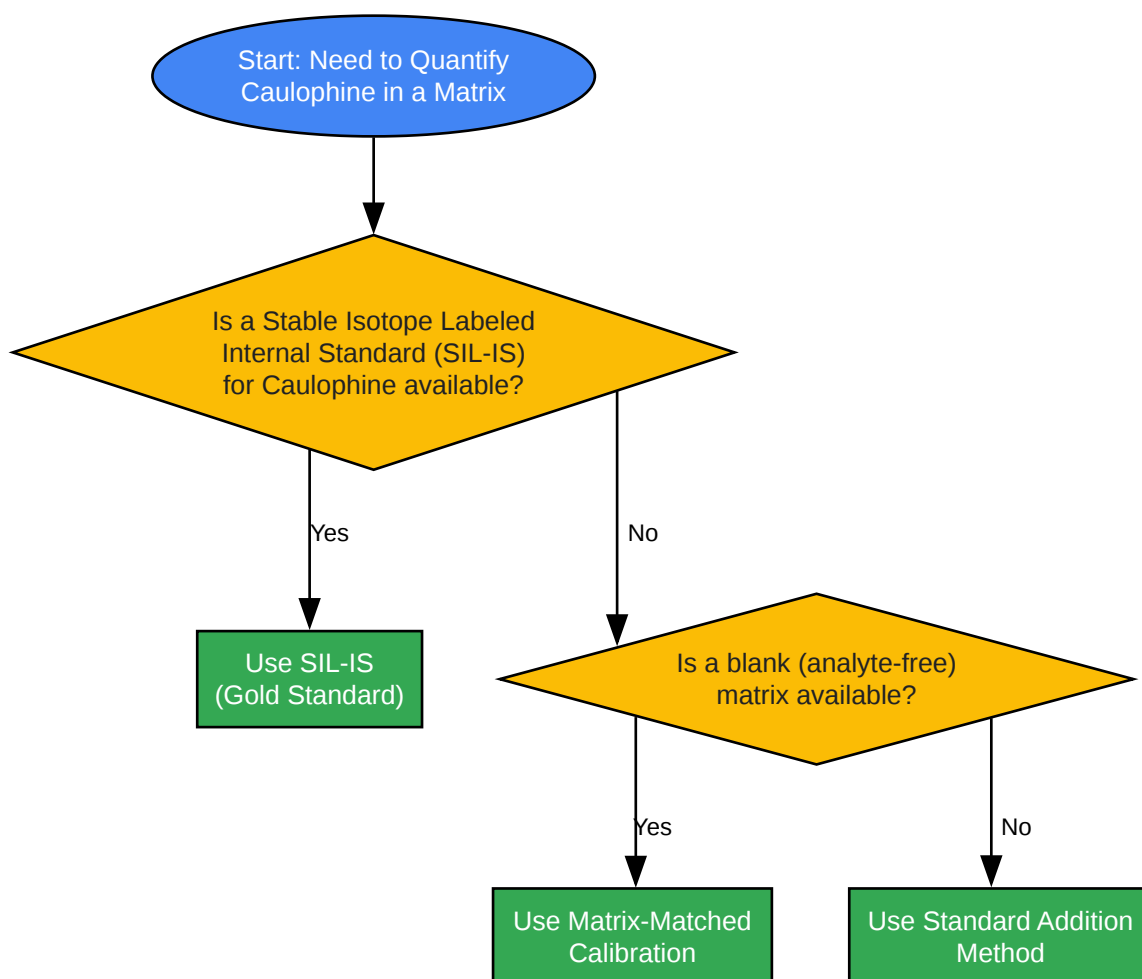 Start: Need to Quantify
Caulophine in a Matrix
Is a Stable Isotope Labeled
Internal Standard (SIL-IS)
for Caulophine available?
Yes
No
Use SIL-IS
(Gold Standard)
Is a blank (analyte-free)
matrix available?
Yes
No
Use Matrix-Matched
Calibration
Use Standard Addition
Method